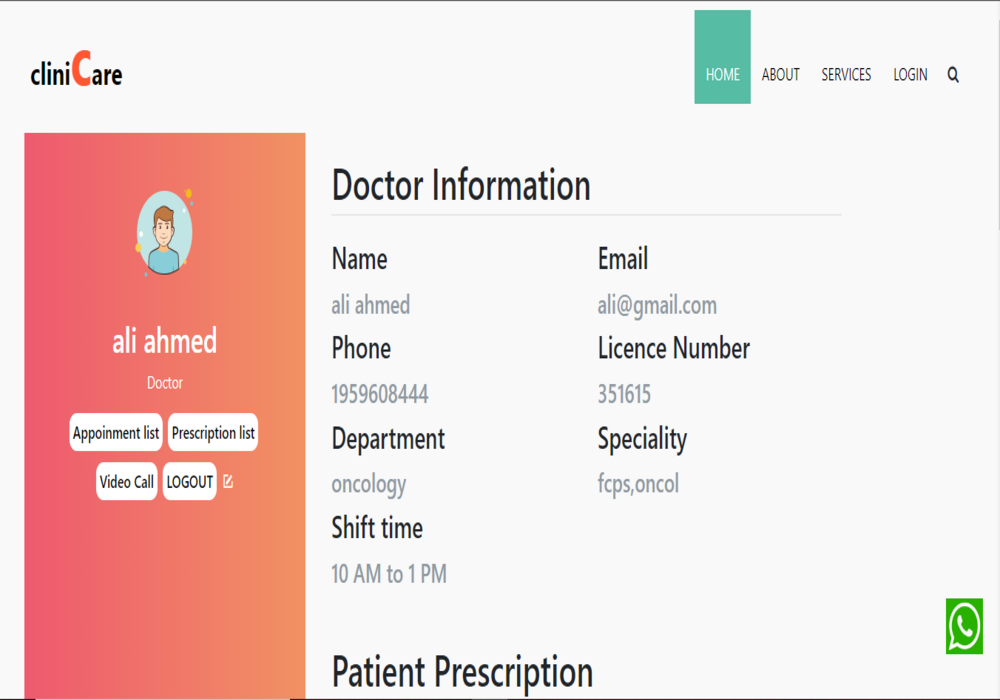 cliniCare
HOME ABOUT SERVICES LOGIN
ali ahmed
Doctor
Appoinment list Prescription list
Video Call LOGOUT
Doctor Information
Name Email
ali ahmed ali@gmail.com
Phone Licence Number
1959608444 351615
Department Speciality
oncology fcps,oncol
Shift time
10 AM to 1 PM
Patient Prescription